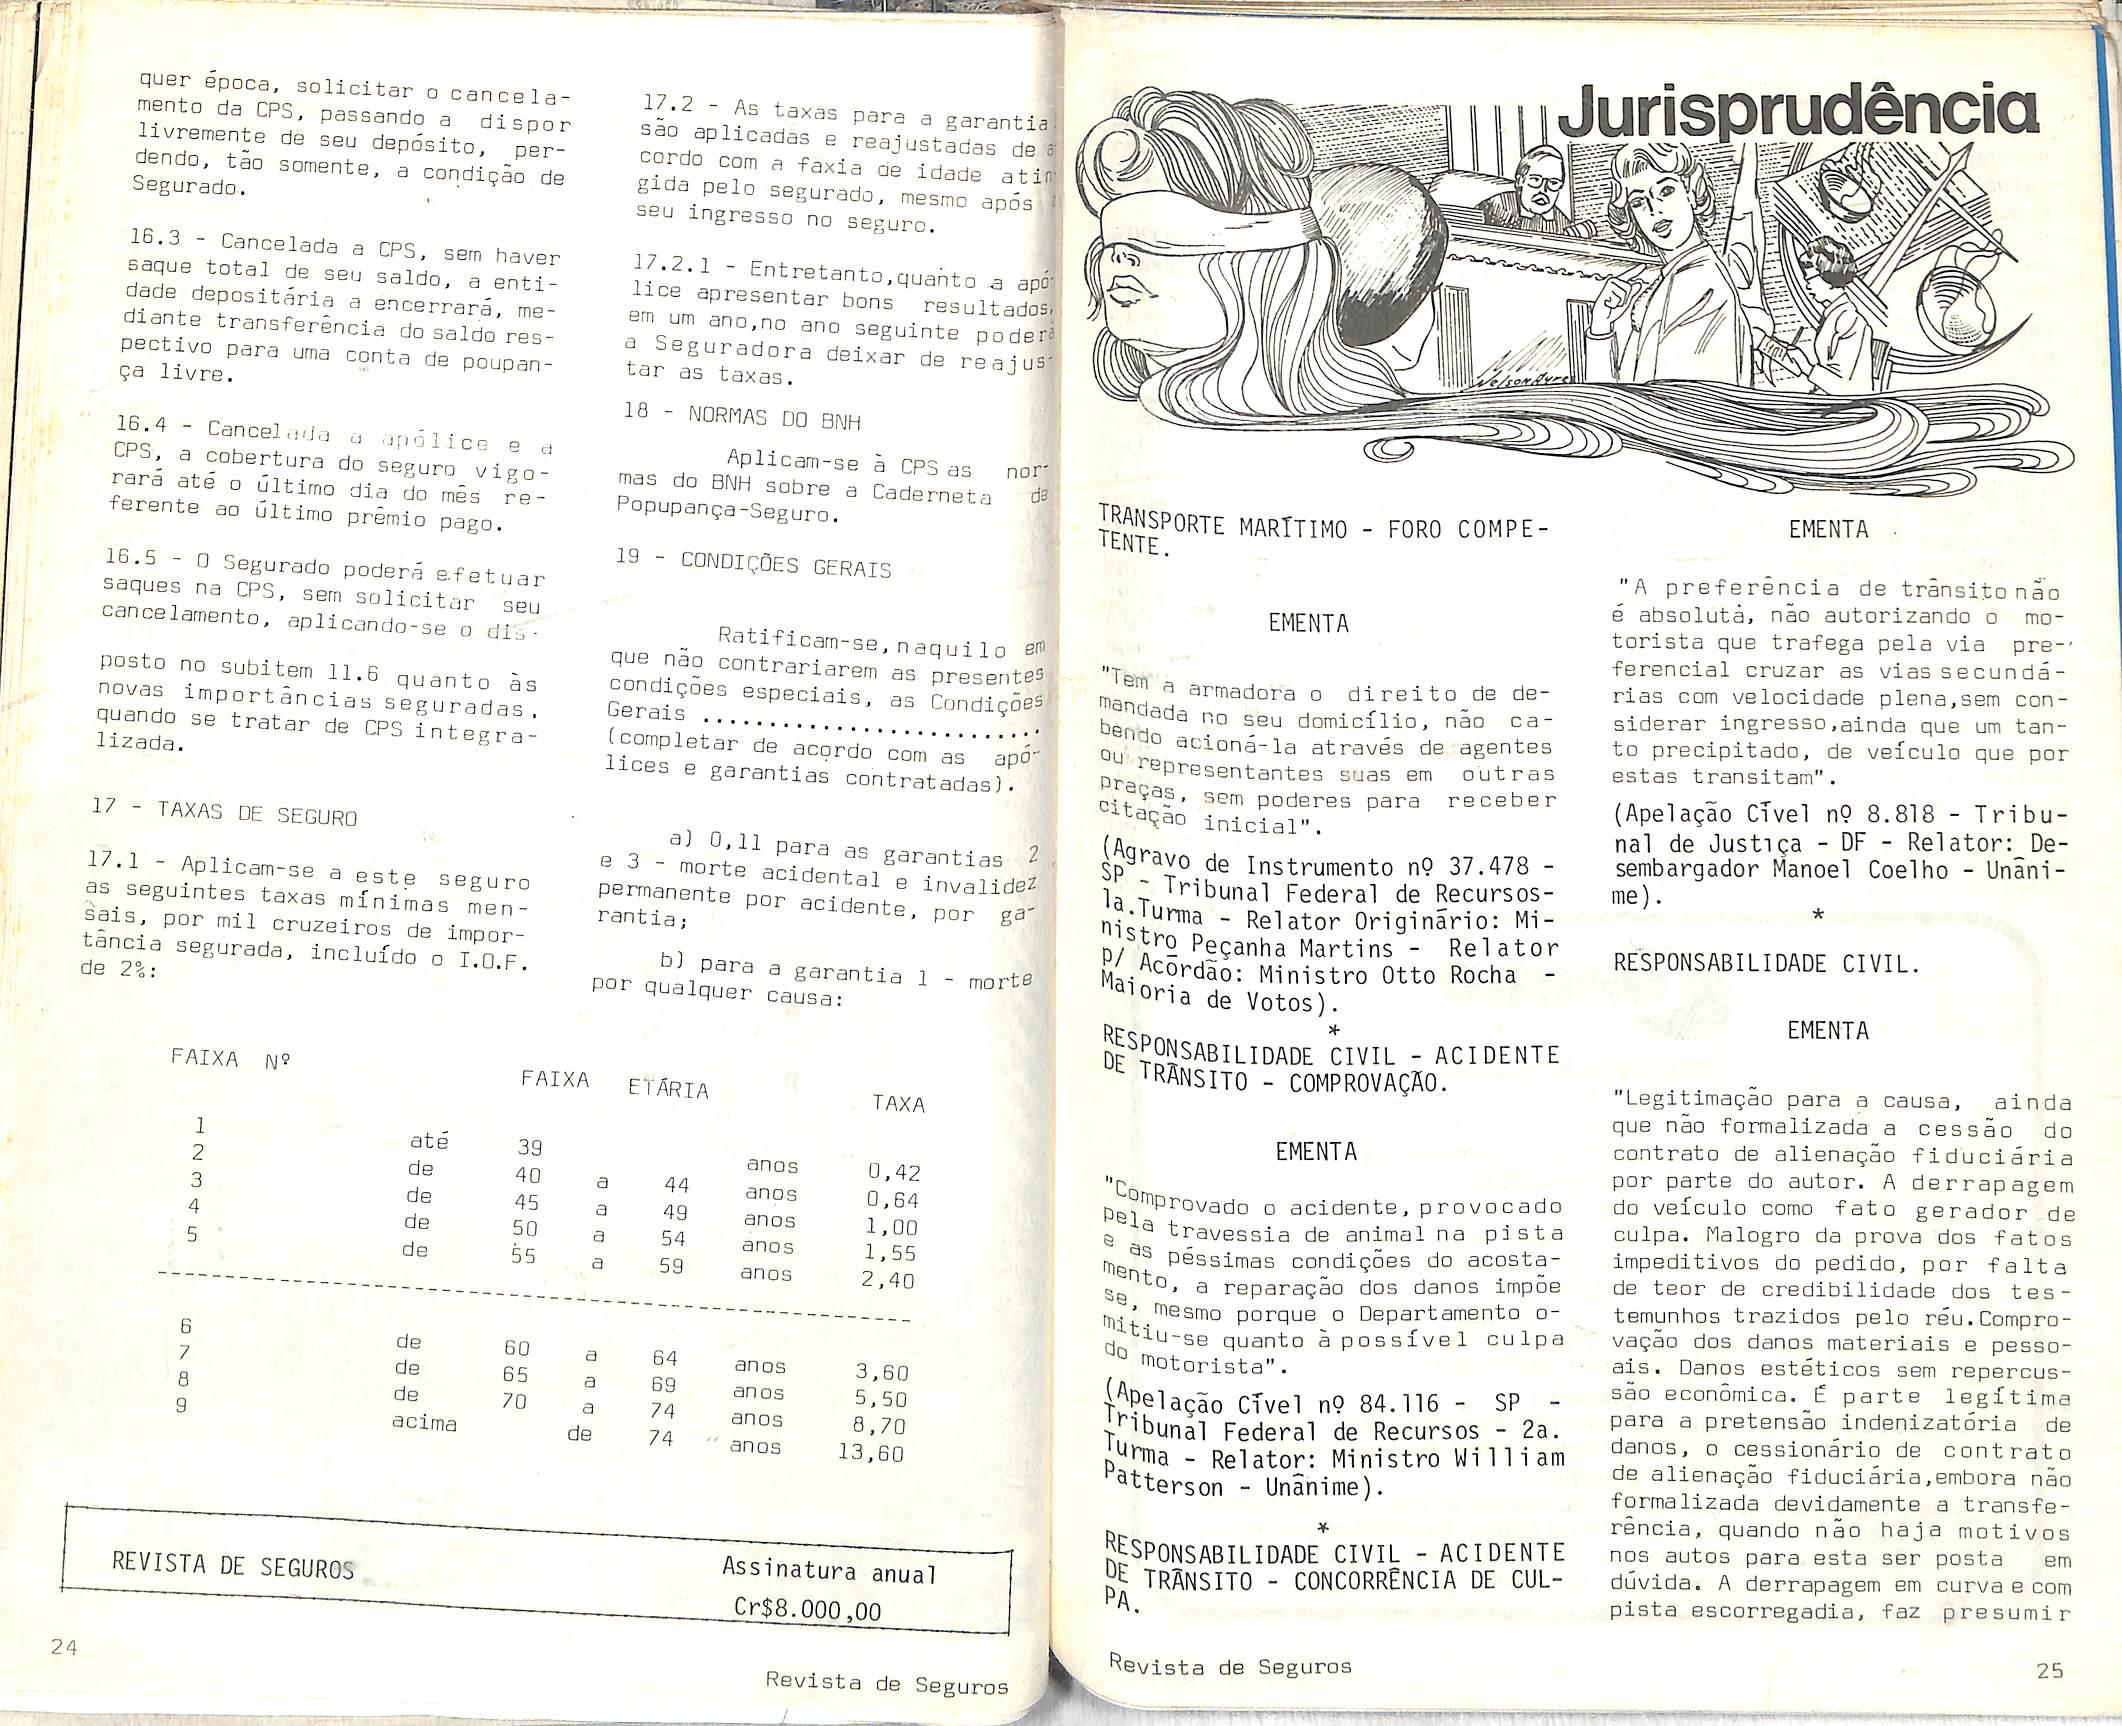 quer época, solicitar o cancela-
mento da CPS, passando a dispor
livremente de seu depósito, per-
dendo, tão somente, a condição de
Segurado.
16.3 - Cancelada a CPS, sem haver
saque total de seu saldo, a enti-
dade depositária a encerrará, me-
diante transferência do saldo res-
pectivo para uma conta de poupan-
ça livre.
16.4 - Cancelada a apólice e a
CPS, a cobertura do seguro vigo-
rará até o último dia do mês re-
ferente ao último prêmio pago.
16.5 - O Segurado poderá efetuar
saques na CPS, sem solicitar seu
cancelamento, aplicando-se o dis-
posto no subitem 11.6 quanto às
novas importâncias seguradas,
quando se tratar de CPS integra-
lizada.
17 - TAXAS DE SEGURO
17.1 - Aplicam-se a este seguro
as seguintes taxas mínimas men-
sais, por mil cruzeiros de impor-
tância segurada, incluído o I.O.F.
de 2%:
17.2 - As taxas para a garantia
são aplicadas e reajustadas de a
cordo com a faxia de idade atin
gida pelo segurado, mesmo após
seu ingresso no seguro.
17.2.1 - Entretanto,quanto a apó
lice apresentar bons resultados,
em um ano,no ano seguinte poderá
a Seguradora deixar de reajus-
tar as taxas.
18 - NORMAS DO BNH
Aplicam-se à CPS as nor-
mas do BNH sobre a Caderneta de
Popupança-Seguro.
19 - CONDIÇÕES GERAIS
Ratificam-se, naquilo em
que não contrariarem as presentes
condições especiais, as Condições
Gerais .........................
(completar de acordo com as apó-
lices e garantias contratadas).
a) 0,11 para as garantias 2
e 3 - morte acidental e invalidez
permanente por acidente, por ga-
rantia;
b) para a garantia 1 - morte
por qualquer causa:
FAIXA Nº FAIXA ETÁRIA TAXA
1 até 39 anos 0,42
2 de 40 a 44 anos 0,64
3 de 45 a 49 anos 1,00
4 de 50 a 54 anos 1,55
5 de 55 a 59 anos 2,40
6 de 60 a 64 anos 3,60
7 de 65 a 69 anos 5,50
8 de 70 a 74 anos 8,70
9 acima de 74 anos 13,60
REVISTA DE SEGUROS Assinatura anual
Cr$8.000,00
24
Revista de Seguros
Jurisprudência
Nelson Ayres
TRANSPORTE MARÍTIMO - FORO COMPE-
TENTE.
EMENTA
"Tem a armadora o direito de de-
mandada no seu domicílio, não ca-
bendo acioná-la através de agentes
ou representantes suas em outras
praças, sem poderes para receber
citação inicial".
(Agravo de Instrumento nº 37.478 -
SP - Tribunal Federal de Recursos-
1a.Turma - Relator Originário: Mi-
nistro Peçanha Martins - Relator
p/ Acórdão: Ministro Otto Rocha -
Maioria de Votos).
*
RESPONSABILIDADE CIVIL - ACIDENTE
DE TRÂNSITO - COMPROVAÇÃO.
EMENTA
"Comprovado o acidente, provocado
pela travessia de animal na pista
e as péssimas condições do acosta-
mento, a reparação dos danos impõe
se, mesmo porque o Departamento o-
mitiu-se quanto à possível culpa
do motorista".
(Apelação Cível nº 84.116 - SP -
Tribunal Federal de Recursos - 2a.
Turma - Relator: Ministro William
Patterson - Unânime).
*
RESPONSABILIDADE CIVIL - ACIDENTE
DE TRÂNSITO - CONCORRÊNCIA DE CUL-
PA.
EMENTA
"A preferência de trânsito não
é absoluta, não autorizando o mo-
torista que trafega pela via pre-
ferencial cruzar as vias secundá-
rias com velocidade plena,sem con-
siderar ingresso,ainda que um tan-
to precipitado, de veículo que por
estas transitam".
(Apelação Cível nº 8.818 - Tribu-
nal de Justiça - DF - Relator: De-
sembargador Manoel Coelho - Unâni-
me).
*
RESPONSABILIDADE CIVIL.
EMENTA
"Legitimação para a causa, ainda
que não formalizada a cessão do
contrato de alienação fiduciária
por parte do autor. A derrapagem
do veículo como fato gerador de
culpa. Malogro da prova dos fatos
impeditivos do pedido, por falta
de teor de credibilidade dos tes-
temunhos trazidos pelo réu.Compro-
vação dos danos materiais e pesso-
ais. Danos estéticos sem repercus-
são econômica. É parte legítima
para a pretensão indenizatória de
danos, o cessionário de contrato
de alienação fiduciária,embora não
formalizada devidamente a transfe-
rência, quando não haja motivos
nos autos para esta ser posta em
dúvida. A derrapagem em curva e com
pista escorregadia, faz presumir
Revista de Seguros
25